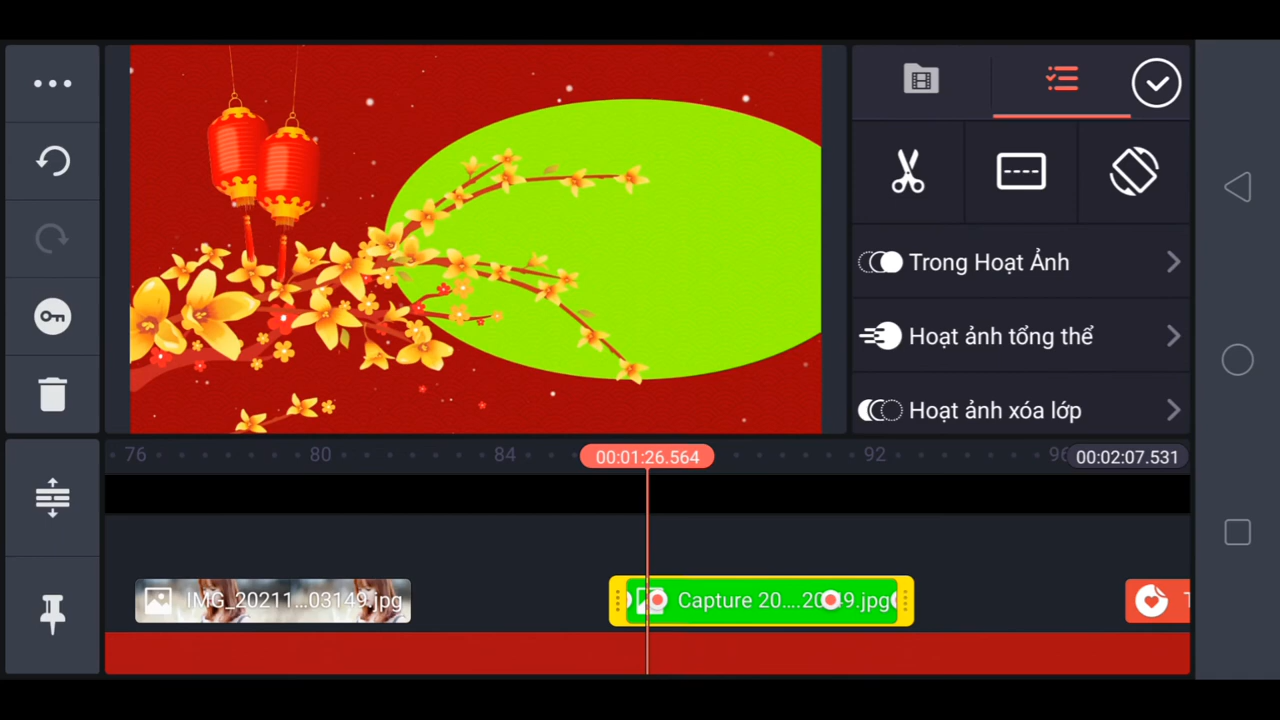 Trong Hoạt Ảnh
Hoạt ảnh tổng thể
Hoạt ảnh xóa lớp
76
80
84
00:01:26.564
92
96
00:02:07.531
IMG_20211...03149.jpg
Capture 20....20
9.jpg